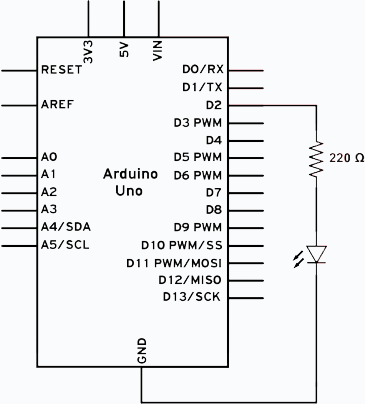 3V3
5V
VIN
RESET
AREF
A0
A1
A2
A3
A4/SDA
A5/SCL
Arduino
Uno
D0/RX
D1/TX
D2
D3 PWM
D4
D5 PWM
D6 PWM
D7
D8
D9 PWM
D10 PWM/SS
D11 PWM/MOSI
D12/MISO
D13/SCK
GND
220 Ω